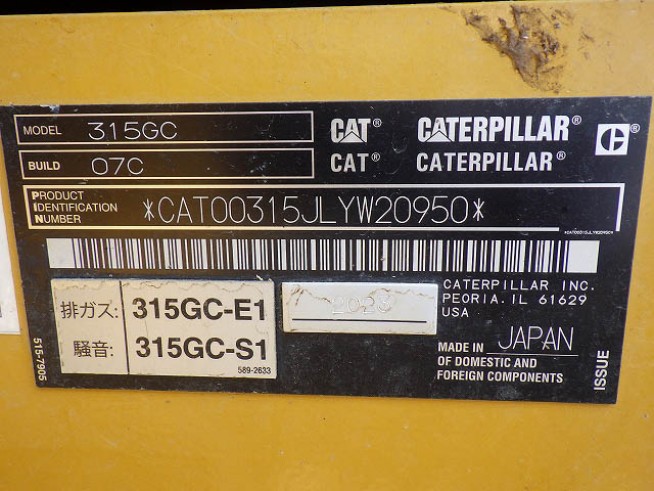 MODEL 315GC
CAT® CATERPILLAR®
BUILD 07C
CAT® CATERPILLAR®
PRODUCT IDENTIFICATION NUMBER *CAT00315JLYW20950*
*CAT00315JLYW20950*
排ガス: 315GC-E1
騒音: 315GC-S1
589-2633
CATERPILLAR INC.
PEORIA. IL 61629
USA
MADE IN JAPAN
OF DOMESTIC AND
FOREIGN COMPONENTS
515-7905
ISSUE